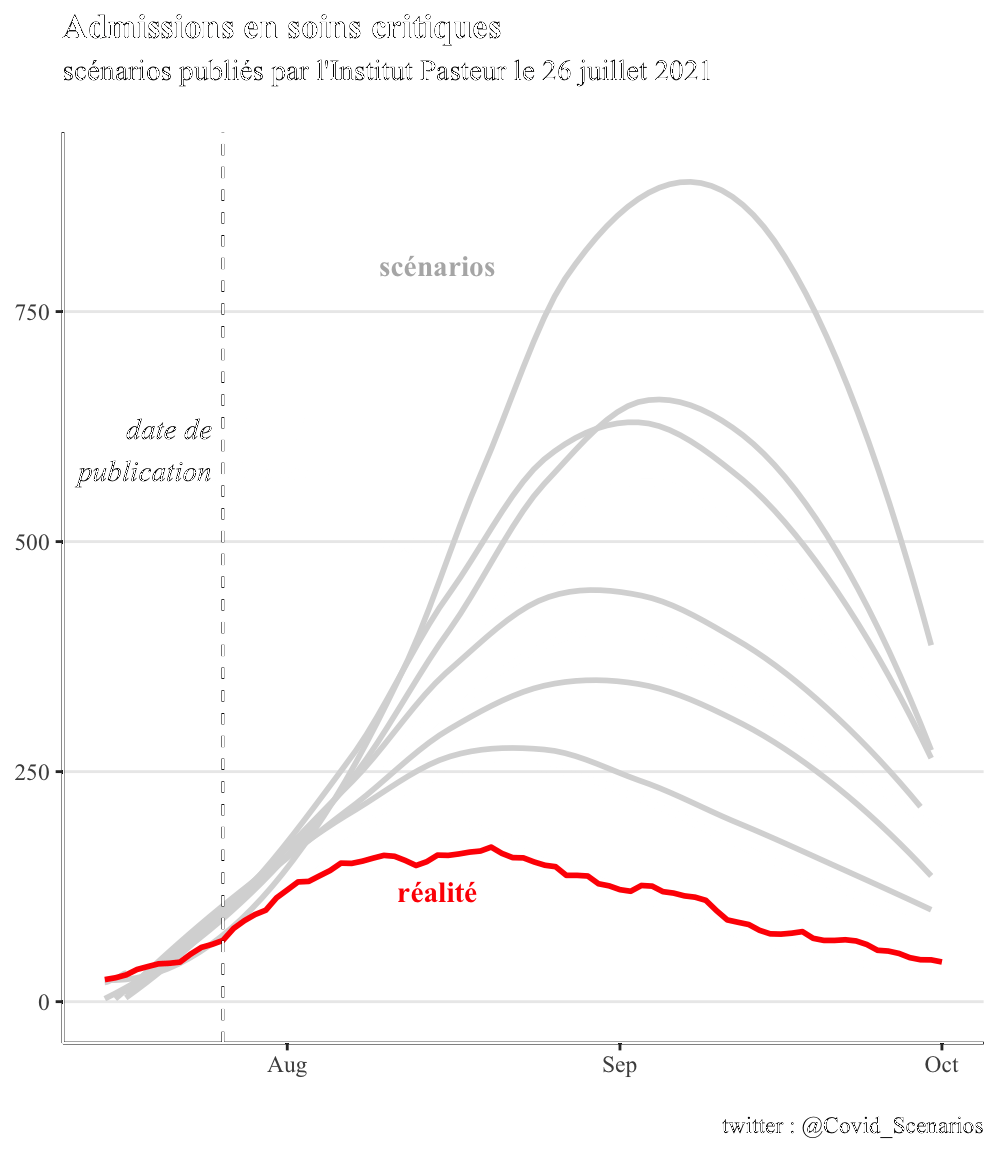 Admissions en soins critiques
scénarios publiés par l'Institut Pasteur le 26 juillet 2021
scénarios
750
date de
publication
500
250
réalité
0
Aug Sep Oct
twitter : @Covid_Scenarios